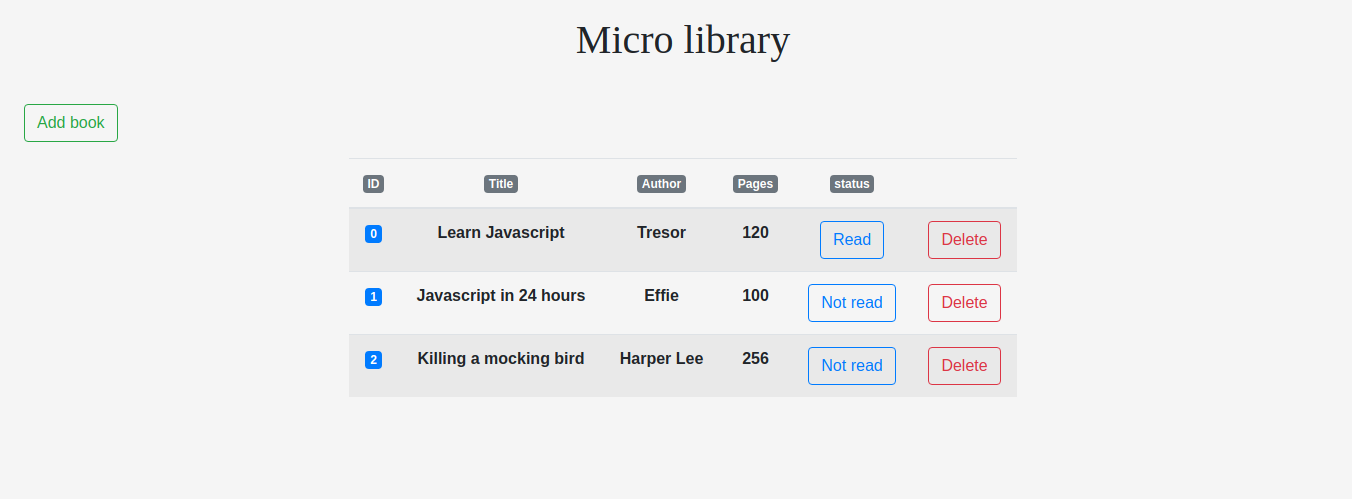 Micro library
Add book
ID Title Author Pages status
0 Learn Javascript Tresor 120 Read Delete
1 Javascript in 24 hours Effie 100 Not read Delete
2 Killing a mocking bird Harper Lee 256 Not read Delete